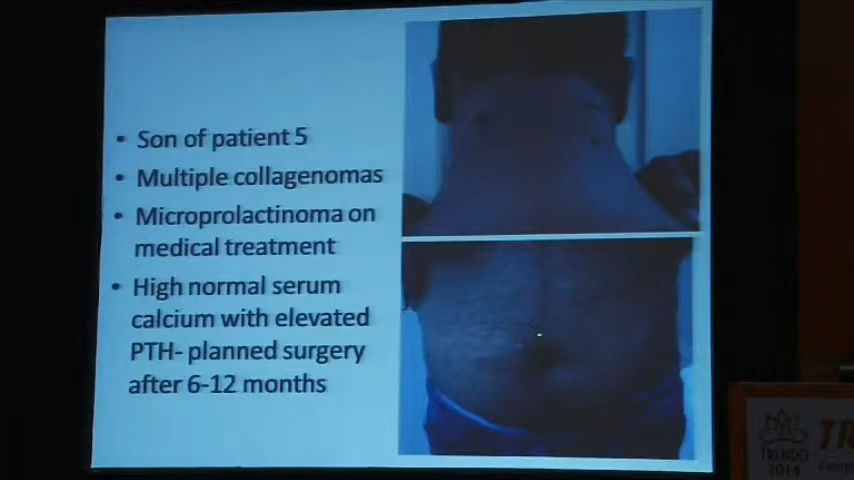 • Son of patient 5
• Multiple collagenomas
• Microprolactinoma on
medical treatment
• High normal serum
calcium with elevated
PTH- planned surgery
after 6-12 months
TRENDO
2014